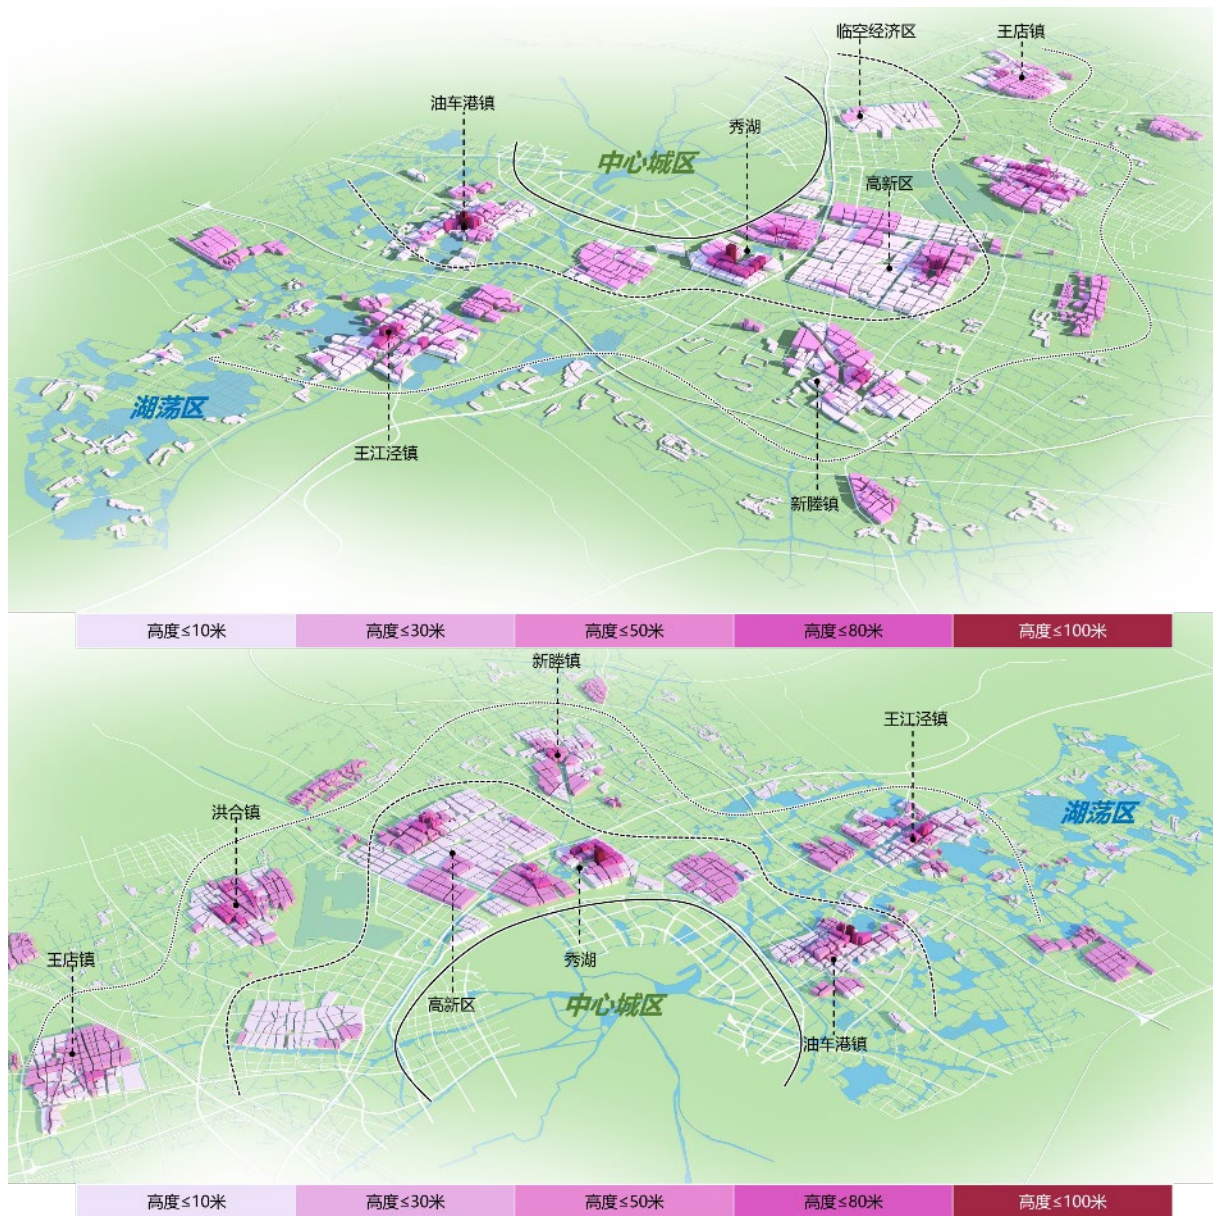 临空经济区
王店镇
油车港镇
秀湖
中心城区
高新区
湖荡区
王江泾镇
新塍镇
高度≤10米
高度≤30米
高度≤50米
高度≤80米
高度≤100米
新塍镇
王江泾镇
洪合镇
湖荡区
王店镇
秀湖
高新区
中心城区
油车港镇
高度≤10米
高度≤30米
高度≤50米
高度≤80米
高度≤100米